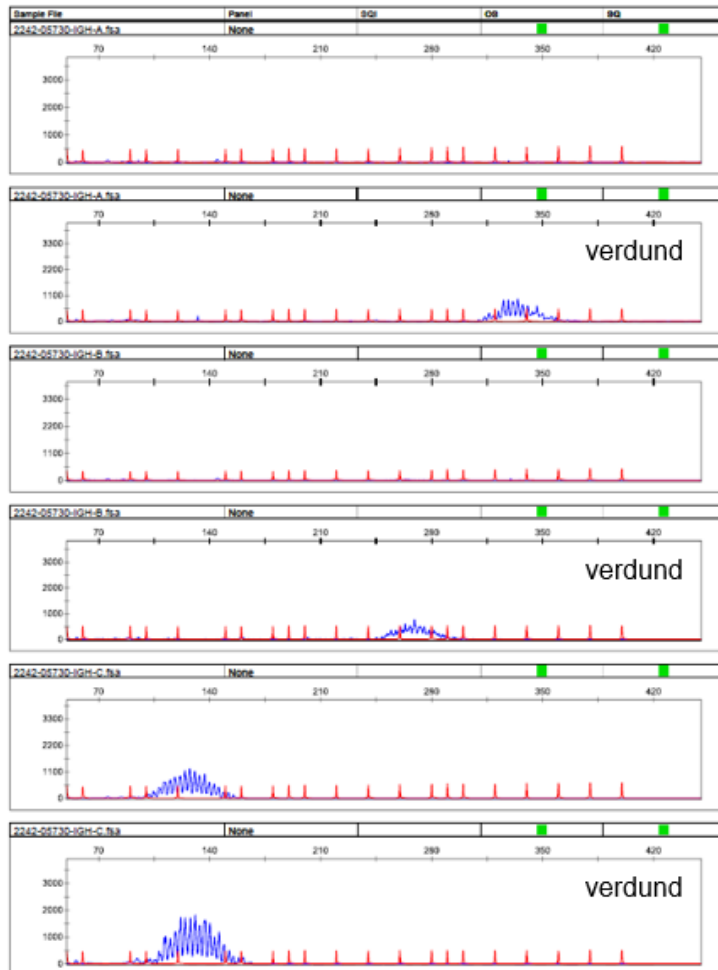 Sample File Panel SQI OS BQ
2242-05730-IGH-A.fsa None
70 140 210 280 350 420
3000
2000
1000
0
2242-05730-IGH-A.fsa None
70 140 210 280 350 420
verdund
3300
2200
1100
0
2242-05730-IGH-B.fsa None
70 140 210 280 350 420
3300
2200
1100
0
2242-05730-IGH-B.fsa None
70 140 210 280 350 420
verdund
3000
2000
1000
0
2242-05730-IGH-C.fsa None
70 140 210 280 350 420
3300
2200
1100
0
2242-05730-IGH-C.fsa None
70 140 210 280 350 420
verdund
3000
2000
1000
0